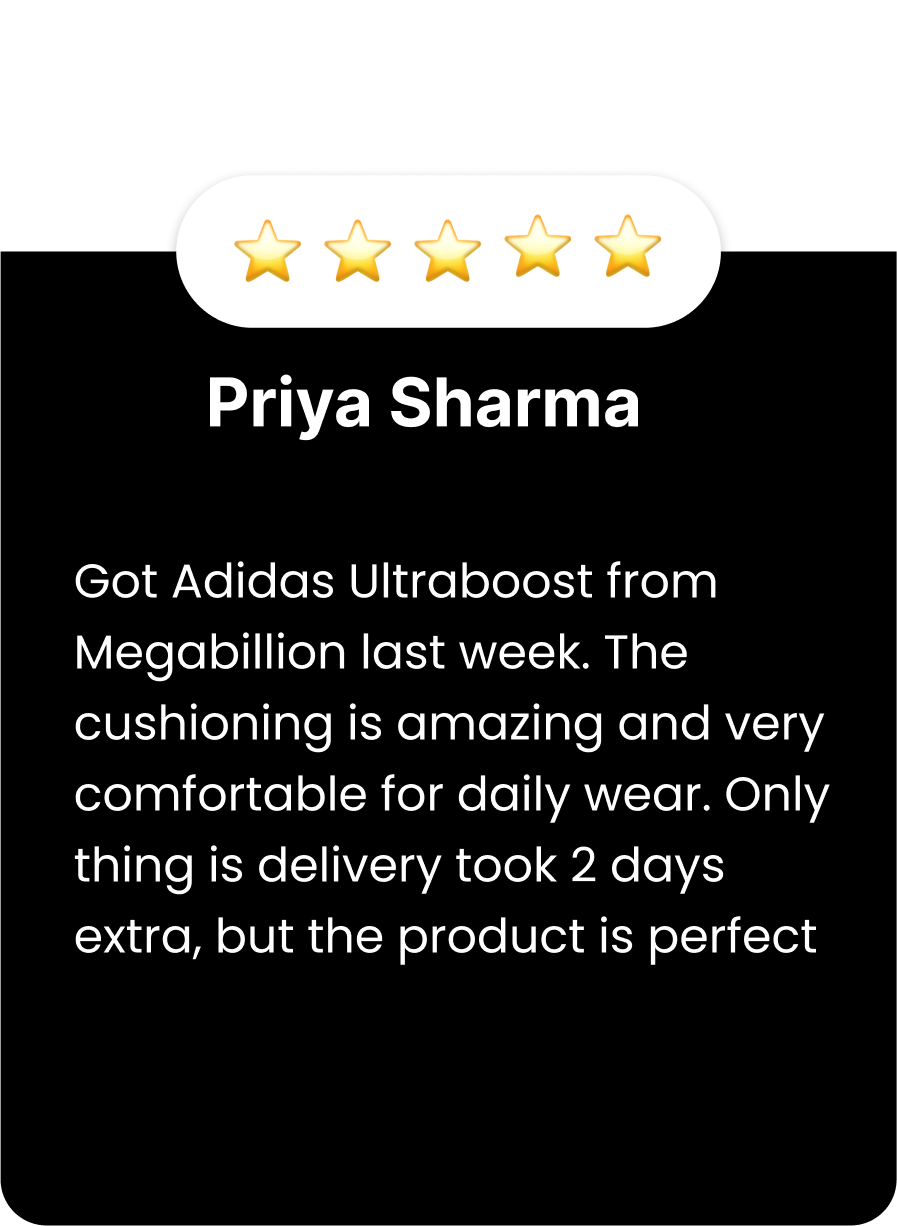 Priya Sharma
Got Adidas Ultraboost from
Megabillion last week. The
cushioning is amazing and very
comfortable for daily wear. Only
thing is delivery took 2 days
extra, but the product is perfect